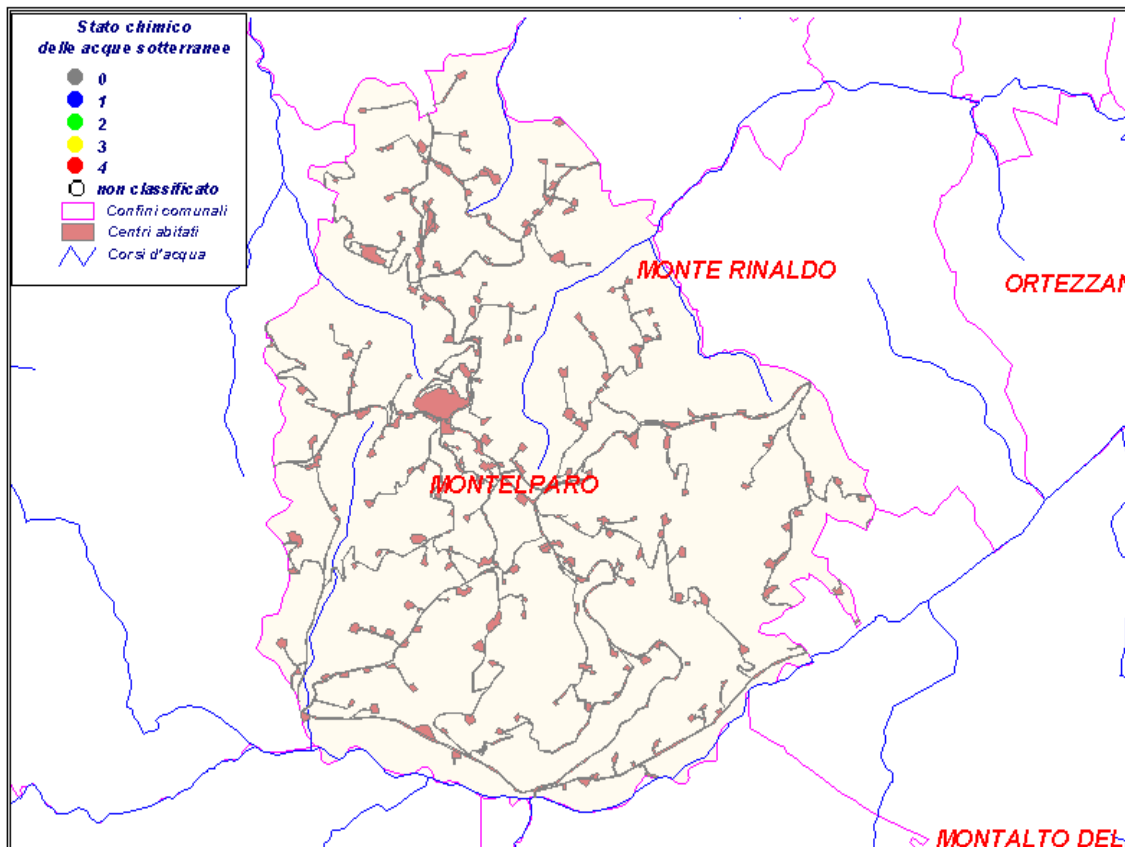 Stato chimico
delle acque sotterranee
0
1
2
3
4
non classificato
Confini comunali
Centri abitati
Corsi d'acqua
MONTE RINALDO
ORTEZZAN
MONTELPARO
MONTALTO DEL